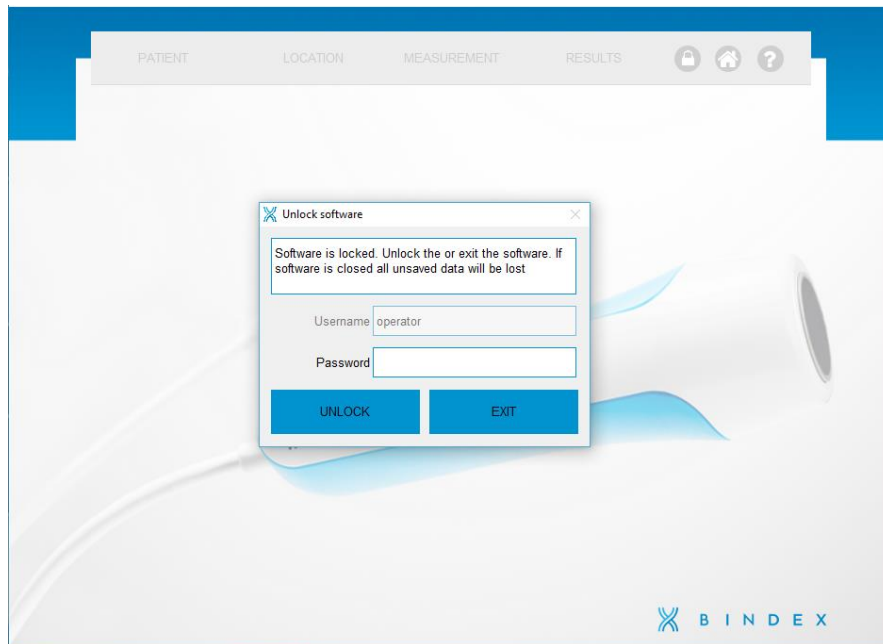 PATIENT LOCATION MEASUREMENT RESULTS ?
Unlock software
Software is locked. Unlock the or exit the software. If
software is closed all unsaved data will be lost
Username operator
Password
UNLOCK EXIT
BINDEX